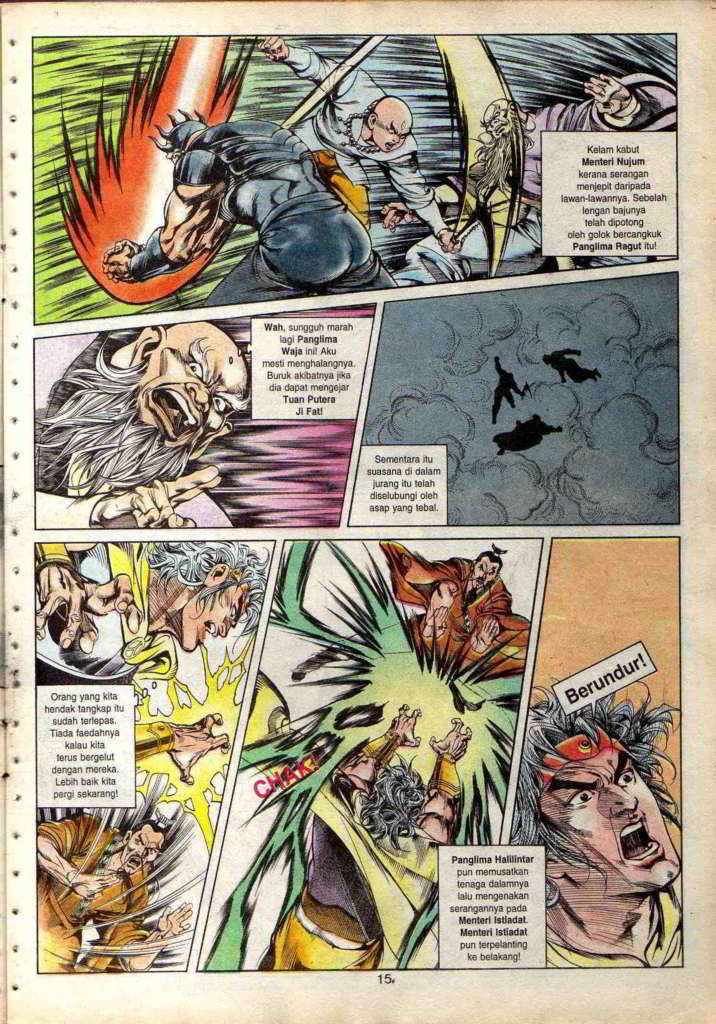 Kelam kabut
Menteri Nujum
kerana serangan
menjepit daripada
lawan-lawannya. Sebelah
lengan bajunya
telah dipotong
oleh golok bercangkuk
Panglima Ragut itu!
Wah, sungguh marah
lagi Panglima
Waja ini! Aku
mesti menghalangnya.
Buruk akibatnya jika
dia dapat mengejar
Tuan Putera
Ji Fat!
Sementara itu
suasana di dalam
jurang itu telah
diselubungi oleh
asap yang tebal.
Orang yang kita
hendak tangkap itu
sudah terlepas.
Tiada faedahnya
kalau kita
terus bergelut
dengan mereka.
Lebih baik kita
pergi sekarang!
CHAK!
Panglima Halilintar
pun memusatkan
tenaga dalamnya
lalu mengenakan
serangannya pada
Menteri Istiadat.
Menteri Istiadat
pun terpelanting
ke belakang!
Berundur!
15